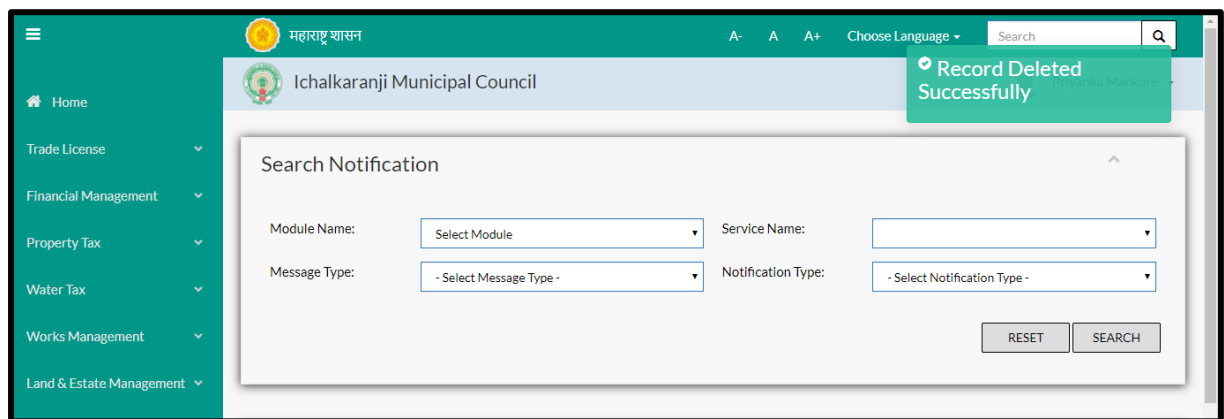 महाराष्ट्र शासन
A- A A+ Choose Language Search
Ichalkaranji Municipal Council
Record Deleted
Successfully
Priyanka Mankare
Home
Trade License
Financial Management
Property Tax
Water Tax
Works Management
Land & Estate Management
Search Notification
Module Name: Select Module Service Name:
Message Type: - Select Message Type - Notification Type: - Select Notification Type -
RESET SEARCH